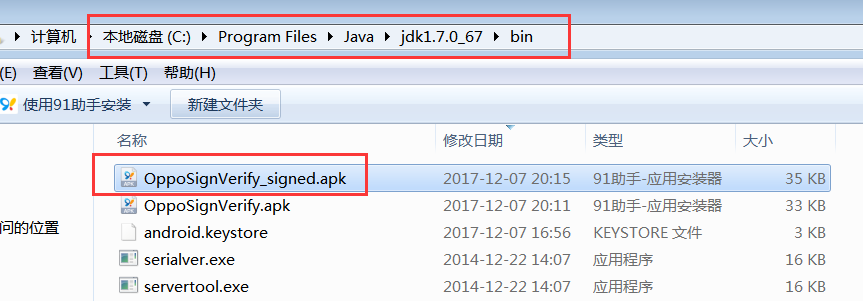 计算机 本地磁盘 (C:) Program Files Java jdk1.7.0_67 bin
(E) 查看(V) 工具(T) 帮助(H)
使用91助手安装 新建文件夹
名称 修改日期 类型 大小
OppoSignVerify_signed.apk 2017-12-07 20:15 91助手-应用安装器 35 KB
OppoSignVerify.apk 2017-12-07 20:11 91助手-应用安装器 33 KB
android.keystore 2017-12-07 16:56 KEYSTORE 文件 3 KB
问的位置
serialver.exe 2014-12-22 14:07 应用程序 16 KB
servertool.exe 2014-12-22 14:07 应用程序 16 KB